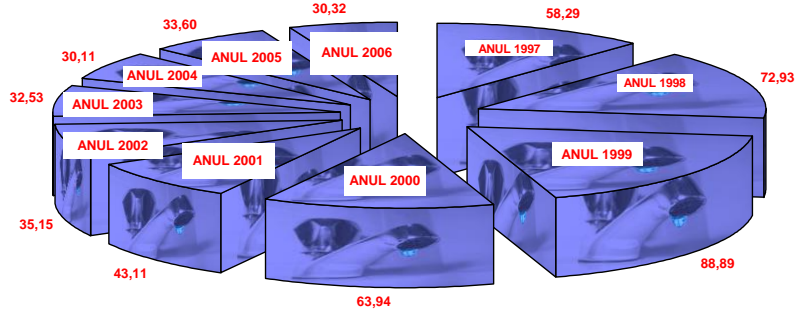 30,32
58,29
33,60
ANUL 2006
ANUL 1997
30,11
ANUL 2005
72,93
ANUL 2004
ANUL 1998
32,53
ANUL 2003
ANUL 2002
ANUL 2001
ANUL 1999
ANUL 2000
35,15
43,11
88,89
63,94